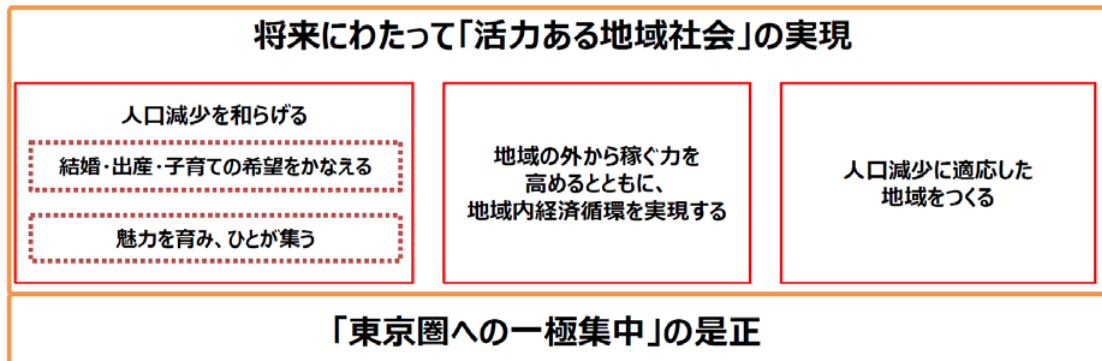 将来にわたって「活力ある地域社会」の実現
人口減少を和らげる
結婚・出産・子育ての希望をかなえる
魅力を育み、ひとが集う
地域の外から稼ぐ力を
高めるとともに、
地域内経済循環を実現する
人口減少に適応した
地域をつくる
「東京圏への一極集中」の是正